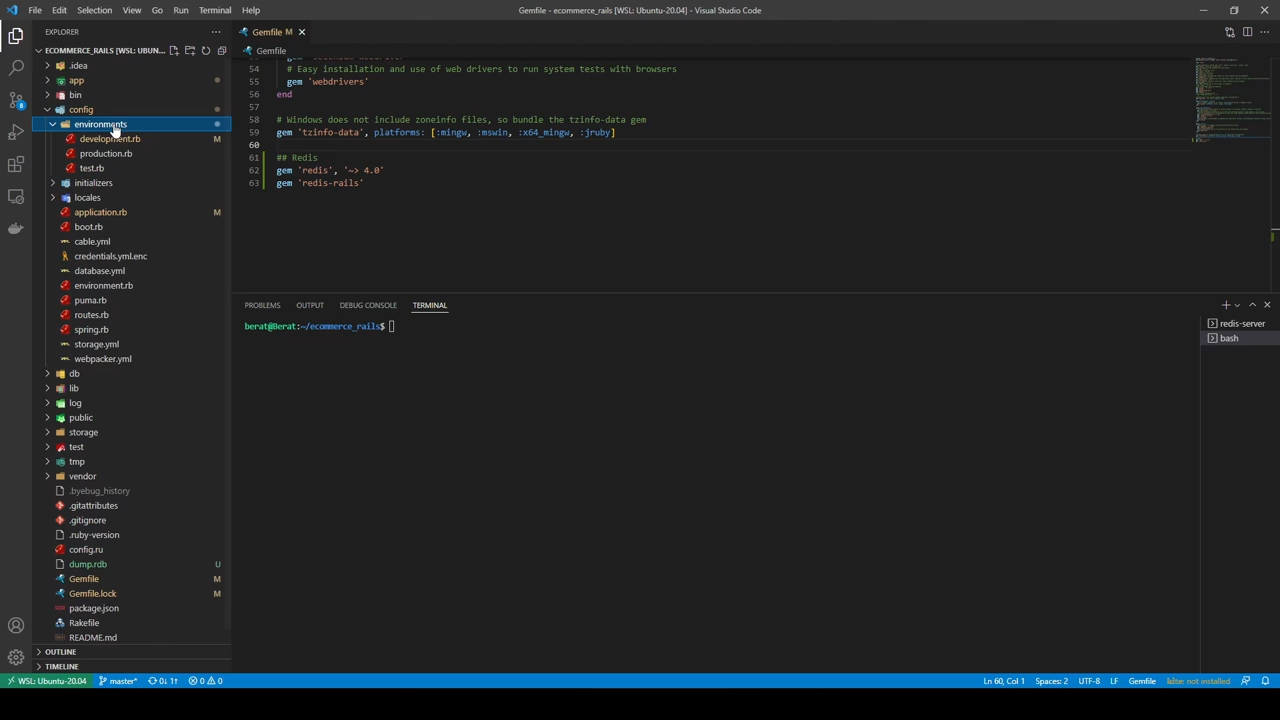 File Edit Selection View Go Run Terminal Help
Gemfile - ecommerce_rails [WSL: Ubuntu-20.04] - Visual Studio Code
EXPLORER
ECOMMERCE_RAILS [WSL: UBUN...
.idea
app
bin
config
environments
development.rb M
production.rb
test.rb
initializers
locales
application.rb M
boot.rb
cable.yml
credentials.yml.enc
database.yml
environment.rb
puma.rb
routes.rb
spring.rb
storage.yml
webpacker.yml
db
lib
log
public
storage
test
tmp
vendor
.byebug_history
.gitattributes
.gitignore
.ruby-version
config.ru
dump.rdb U
Gemfile M
Gemfile.lock M
package.json
Rakefile
README.md
OUTLINE
TIMELINE
8
Gemfile M
Gemfile
54 # Easy installation and use of web drivers to run system tests with browsers
55 gem 'webdrivers'
56 end
57
58 # Windows does not include zoneinfo files, so bundle the tzinfo-data gem
59 gem 'tzinfo-data', platforms: [:mingw, :mswin, :x64_mingw, :jruby]
60
61 ## Redis
62 gem 'redis', '~> 4.0'
63 gem 'redis-rails'
PROBLEMS OUTPUT DEBUG CONSOLE TERMINAL
berat@Berat:~/ecommerce_rails$
redis-server
bash
WSL: Ubuntu-20.04 master* 0↓ 1↑ 0 0
Ln 60, Col 1 Spaces: 2 UTF-8 LF Gemfile not installed